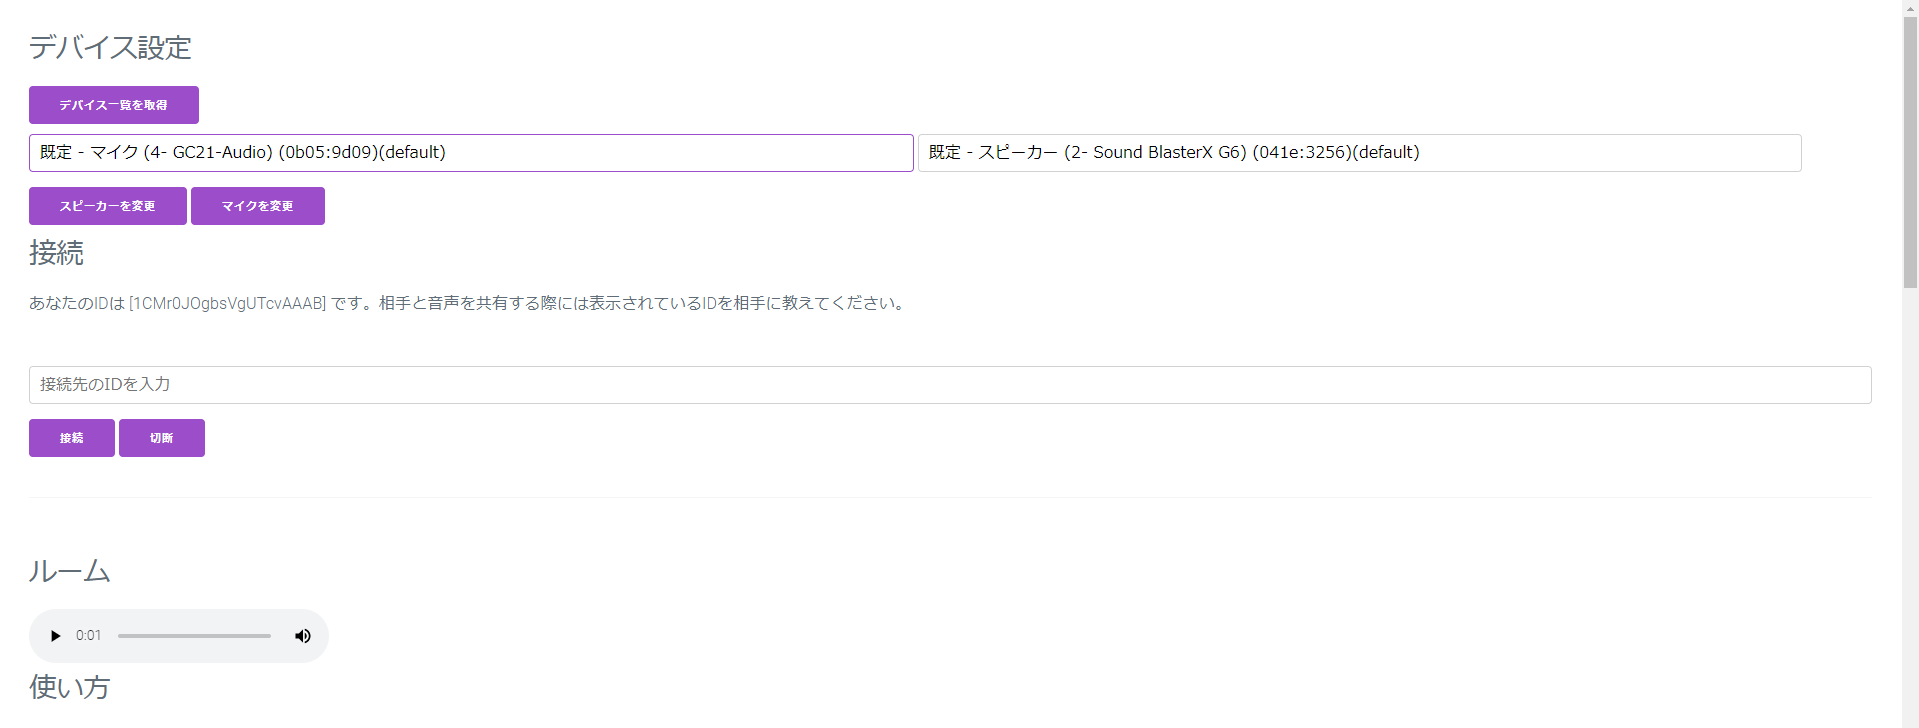 デバイス設定
デバイス一覧を取得
既定 - マイク (4- GC21-Audio) (0b05:9d09)(default) 既定 - スピーカー (2- Sound BlasterX G6) (041e:3256)(default)
スピーカーを変更 マイクを変更
接続
あなたのIDは [1CMr0JOgbsVgUTcvAAAB] です。相手と音声を共有する際には表示されているIDを相手に教えてください。
接続先のIDを入力
接続 切断
ルーム
0:01
使い方